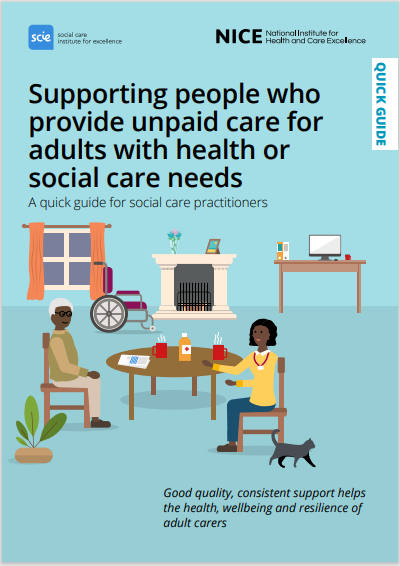 scie
social care
institute for excellence
NICE
National Institute for
Health and Care Excellence
QUICK GUIDE
Supporting people who
provide unpaid care for
adults with health or
social care needs
A quick guide for social care practitioners
Good quality, consistent support helps
the health, wellbeing and resilience of
adult carers